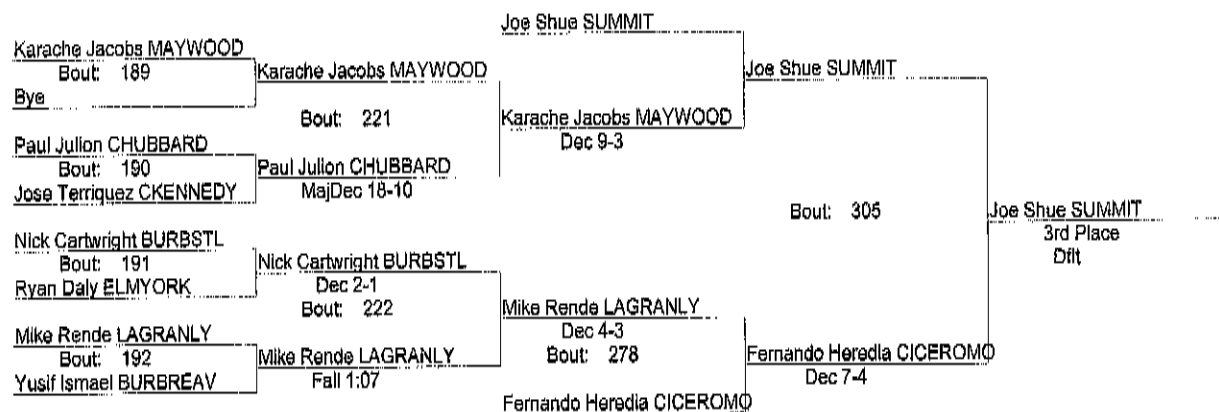 Joe Shue SUMMIT
Karache Jacobs MAYWOOD
Bout: 189
Karache Jacobs MAYWOOD
Joe Shue SUMMIT
Bye
Bout: 221
Karache Jacobs MAYWOOD
Dec 9-3
Paul Julion CHUBBARD
Bout: 190
Paul Julion CHUBBARD
Jose Terriquez CKENNEDY
MajDec 18-10
Bout: 305
Joe Shue SUMMIT
3rd Place
Dflt
Nick Cartwright BURBSTL
Bout: 191
Nick Cartwright BURBSTL
Ryan Daly ELMYORK
Dec 2-1
Bout: 222
Mike Rende LAGRANLY
Dec 4-3
Mike Rende LAGRANLY
Bout: 192
Mike Rende LAGRANLY
Bout: 278
Fernando Heredia CICEROMO
Yusif Ismael BURBREAV
Fall 1:07
Dec 7-4
Fernando Heredia CICEROMO